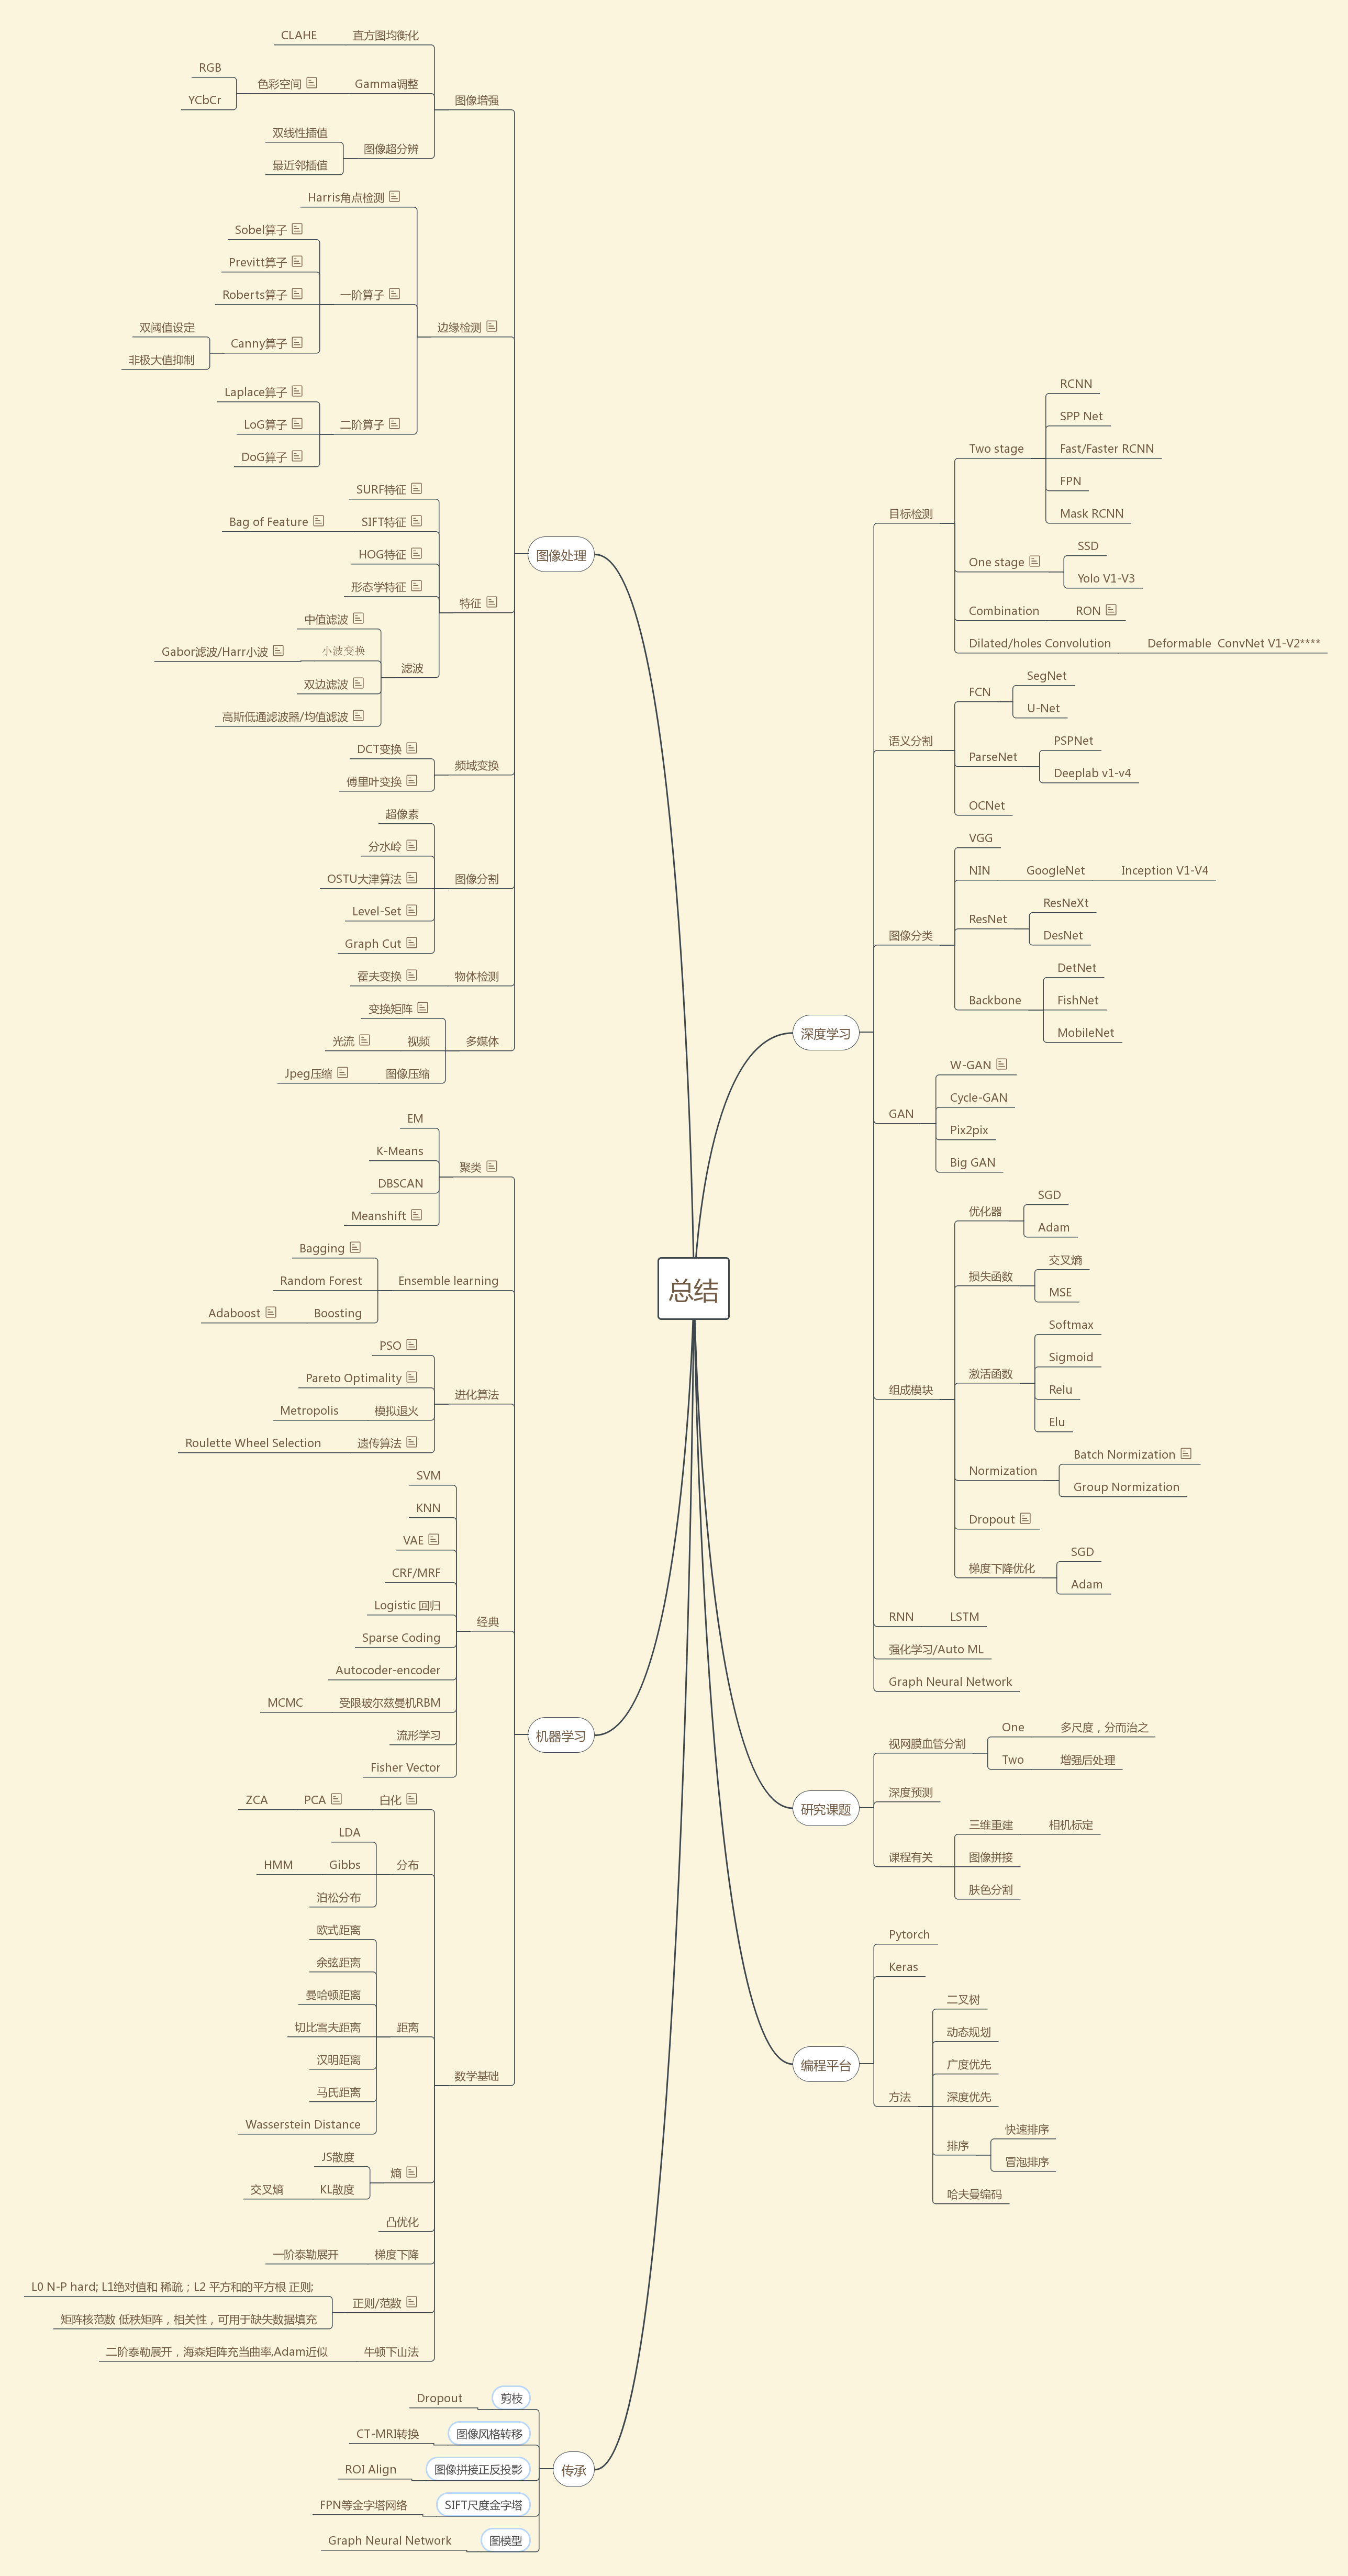 总结
图像处理
图像增强
直方图均衡化
CLAHE
Gamma调整
色彩空间
RGB
YCbCr
图像超分辨
双线性插值
最近邻插值
边缘检测
Harris角点检测
一阶算子
Sobel算子
Previtt算子
Roberts算子
Canny算子
双阈值设定
非极大值抑制
二阶算子
Laplace算子
LoG算子
DoG算子
特征
SURF特征
SIFT特征
Bag of Feature
HOG特征
形态学特征
滤波
中值滤波
小波变换
Gabor滤波/Harr小波
双边滤波
高斯低通滤波器/均值滤波
频域变换
DCT变换
傅里叶变换
图像分割
超像素
分水岭
OSTU大津算法
Level-Set
Graph Cut
物体检测
霍夫变换
多媒体
变换矩阵
视频
光流
图像压缩
Jpeg压缩
机器学习
聚类
EM
K-Means
DBSCAN
Meanshift
Ensemble learning
Bagging
Random Forest
Boosting
Adaboost
进化算法
PSO
Pareto Optimality
模拟退火
Metropolis
遗传算法
Roulette Wheel Selection
经典
SVM
KNN
VAE
CRF/MRF
Logistic 回归
Sparse Coding
Autocoder-encoder
受限玻尔兹曼机RBM
MCMC
流形学习
Fisher Vector
数学基础
白化
PCA
ZCA
分布
LDA
Gibbs
HMM
泊松分布
距离
欧式距离
余弦距离
曼哈顿距离
切比雪夫距离
汉明距离
马氏距离
Wasserstein Distance
熵
JS散度
KL散度
交叉熵
凸优化
梯度下降
一阶泰勒展开
正则/范数
L0 N-P hard; L1绝对值和 稀疏；L2 平方和的平方根 正则;
矩阵核范数 低秩矩阵，相关性，可用于缺失数据填充
牛顿下山法
二阶泰勒展开，海森矩阵充当曲率,Adam近似
传承
剪枝
Dropout
图像风格转移
CT-MRI转换
图像拼接正反投影
ROI Align
SIFT尺度金字塔
FPN等金字塔网络
图模型
Graph Neural Network
深度学习
目标检测
Two stage
RCNN
SPP Net
Fast/Faster RCNN
FPN
Mask RCNN
One stage
SSD
Yolo V1-V3
Combination
RON
Dilated/holes Convolution
Deformable ConvNet V1-V2****
语义分割
FCN
SegNet
U-Net
ParseNet
PSPNet
Deeplab v1-v4
OCNet
图像分类
VGG
NIN
GoogleNet
Inception V1-V4
ResNet
ResNeXt
DesNet
Backbone
DetNet
FishNet
MobileNet
GAN
W-GAN
Cycle-GAN
Pix2pix
Big GAN
组成模块
优化器
SGD
Adam
损失函数
交叉熵
MSE
激活函数
Softmax
Sigmoid
Relu
Elu
Normization
Batch Normization
Group Normization
Dropout
梯度下降优化
SGD
Adam
RNN
LSTM
强化学习/Auto ML
Graph Neural Network
研究课题
视网膜血管分割
One
多尺度，分而治之
Two
增强后处理
深度预测
课程有关
三维重建
相机标定
图像拼接
肤色分割
编程平台
Pytorch
Keras
方法
二叉树
动态规划
广度优先
深度优先
排序
快速排序
冒泡排序
哈夫曼编码